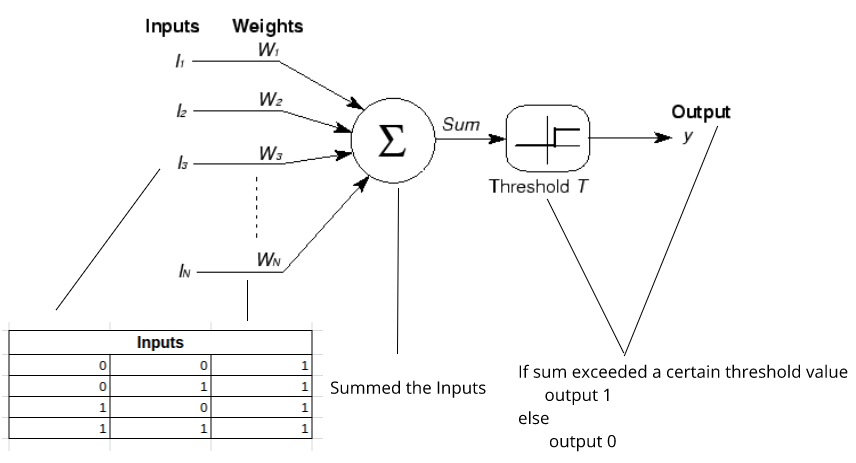 Inputs Weights
I₁ W₁
I₂ W₂
I₃ W₃
Iₙ Wₙ
Σ
Sum
Threshold T
Output
y
Inputs
0 0 1
0 1 1
1 0 1
1 1 1
Summed the Inputs
If sum exceeded a certain threshold value
output 1
else
output 0